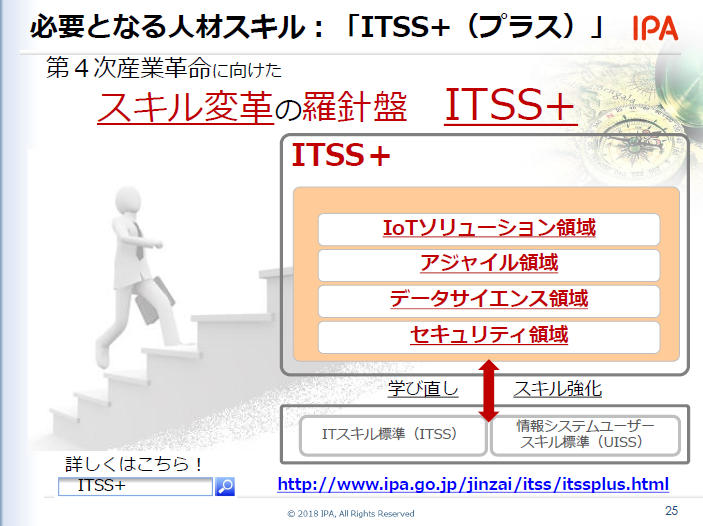 必要となる人材スキル：「ITSS+（プラス）」
IPA
第４次産業革命に向けた
スキル変革の羅針盤　ITSS+
ITSS＋
IoTソリューション領域
アジャイル領域
データサイエンス領域
セキュリティ領域
学び直し　スキル強化
ITスキル標準（ITSS）
情報システムユーザー
スキル標準（UISS）
詳しくはこちら！
ITSS+
http://www.ipa.go.jp/jinzai/itss/itssplus.html
© 2018 IPA, All Rights Reserved
25